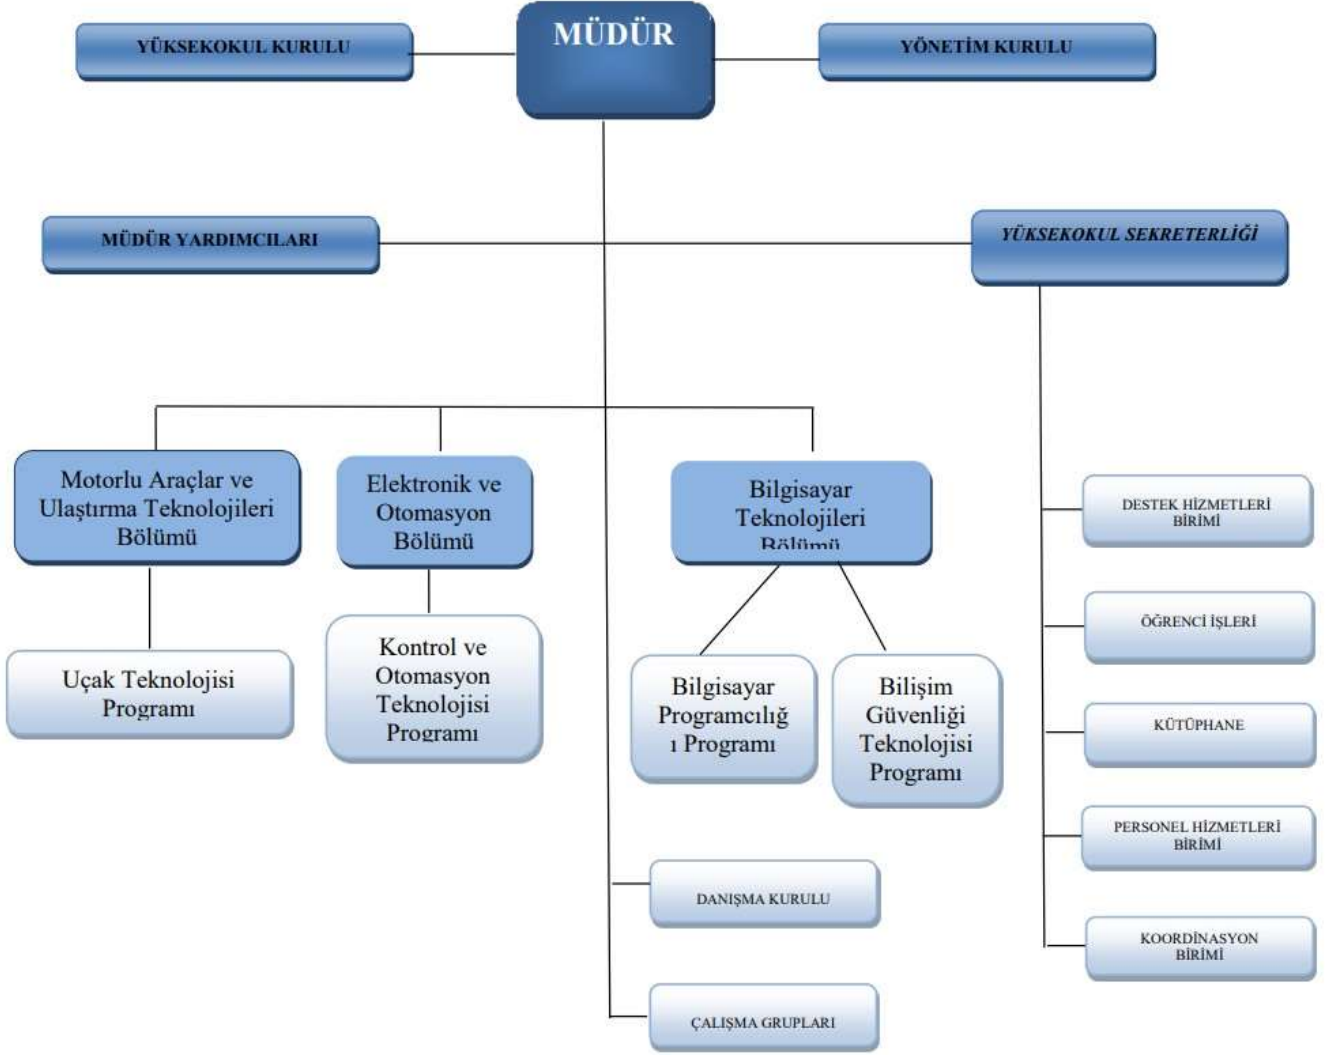 MÜDÜR
YÜKSEKOKUL KURULU
YÖNETİM KURULU
MÜDÜR YARDIMCILARI
YÜKSEKOKUL SEKRETERLİĞİ
Motorlu Araçlar ve
Ulaştırma Teknolojileri
Bölümü
Elektronik ve
Otomasyon
Bölümü
Bilgisayar
Teknolojileri
Bölümü
Uçak Teknolojisi
Programı
Kontrol ve
Otomasyon
Teknolojisi
Programı
Bilgisayar
Programcılığ
ı Programı
Bilişim
Güvenliği
Teknolojisi
Programı
DANIŞMA KURULU
ÇALIŞMA GRUPLARI
DESTEK HİZMETLERİ
BİRİMİ
ÖĞRENCİ İŞLERİ
KÜTÜPHANE
PERSONEL HİZMETLERİ
BİRİMİ
KOORDİNASYON
BİRİMİ